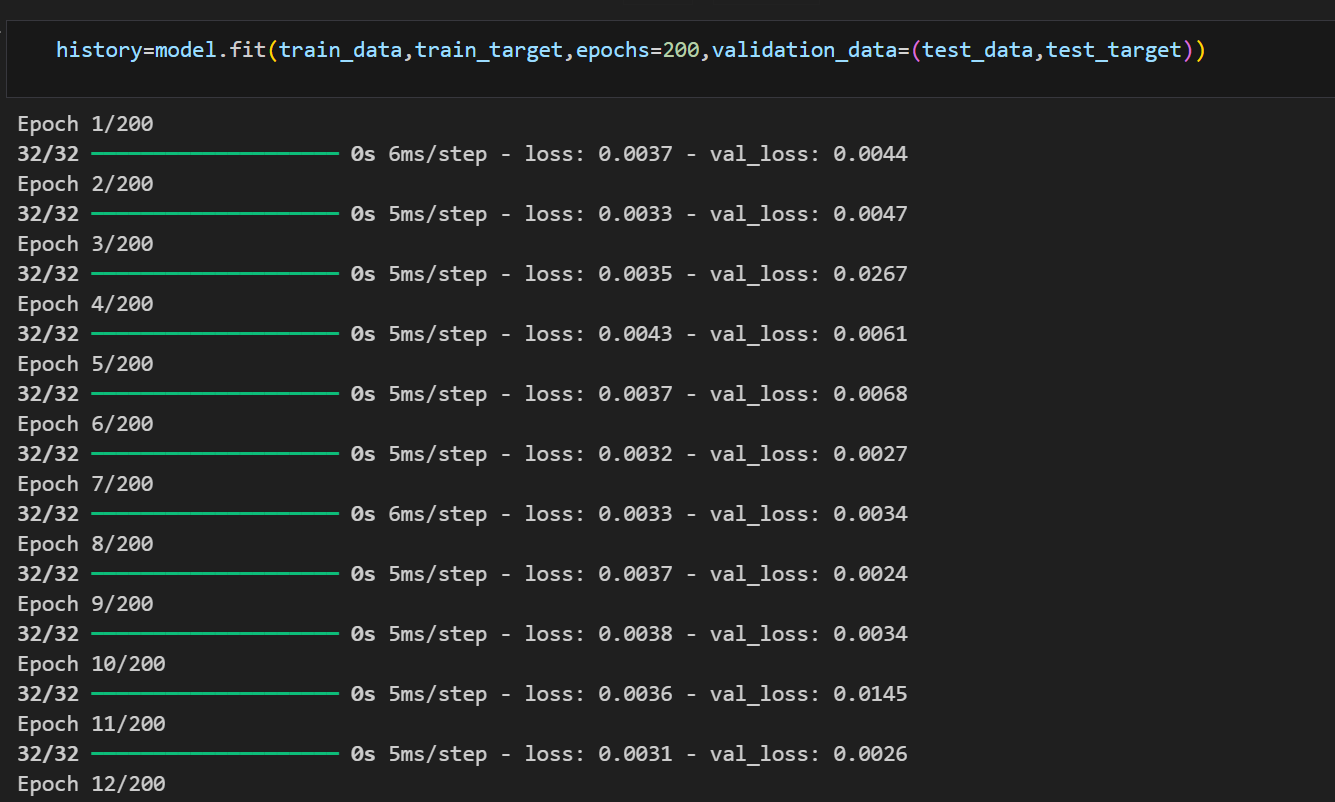 history=model.fit(train_data,train_target,epochs=200,validation_data=(test_data,test_target))
Epoch 1/200
32/32 ━━━━━━━━━━━━━━━━━━━━ 0s 6ms/step - loss: 0.0037 - val_loss: 0.0044
Epoch 2/200
32/32 ━━━━━━━━━━━━━━━━━━━━ 0s 5ms/step - loss: 0.0033 - val_loss: 0.0047
Epoch 3/200
32/32 ━━━━━━━━━━━━━━━━━━━━ 0s 5ms/step - loss: 0.0035 - val_loss: 0.0267
Epoch 4/200
32/32 ━━━━━━━━━━━━━━━━━━━━ 0s 5ms/step - loss: 0.0043 - val_loss: 0.0061
Epoch 5/200
32/32 ━━━━━━━━━━━━━━━━━━━━ 0s 5ms/step - loss: 0.0037 - val_loss: 0.0068
Epoch 6/200
32/32 ━━━━━━━━━━━━━━━━━━━━ 0s 5ms/step - loss: 0.0032 - val_loss: 0.0027
Epoch 7/200
32/32 ━━━━━━━━━━━━━━━━━━━━ 0s 6ms/step - loss: 0.0033 - val_loss: 0.0034
Epoch 8/200
32/32 ━━━━━━━━━━━━━━━━━━━━ 0s 5ms/step - loss: 0.0037 - val_loss: 0.0024
Epoch 9/200
32/32 ━━━━━━━━━━━━━━━━━━━━ 0s 5ms/step - loss: 0.0038 - val_loss: 0.0034
Epoch 10/200
32/32 ━━━━━━━━━━━━━━━━━━━━ 0s 5ms/step - loss: 0.0036 - val_loss: 0.0145
Epoch 11/200
32/32 ━━━━━━━━━━━━━━━━━━━━ 0s 5ms/step - loss: 0.0031 - val_loss: 0.0026
Epoch 12/200